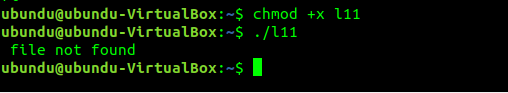 ubundu@ubundu-VirtualBox:~$ chmod +x l11
ubundu@ubundu-VirtualBox:~$ ./l11
 file not found
ubundu@ubundu-VirtualBox:~$